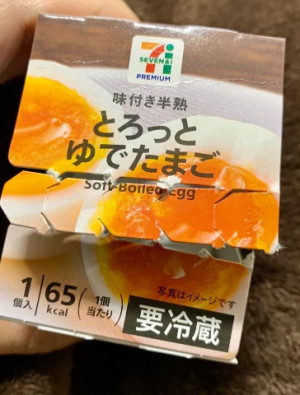 SEVEN&i
PREMIUM
味付き半熟
とろっと
ゆでたまご
Soft-Boiled Egg
写真はイメージです
1個入 65kcal (1個当たり)
要冷蔵